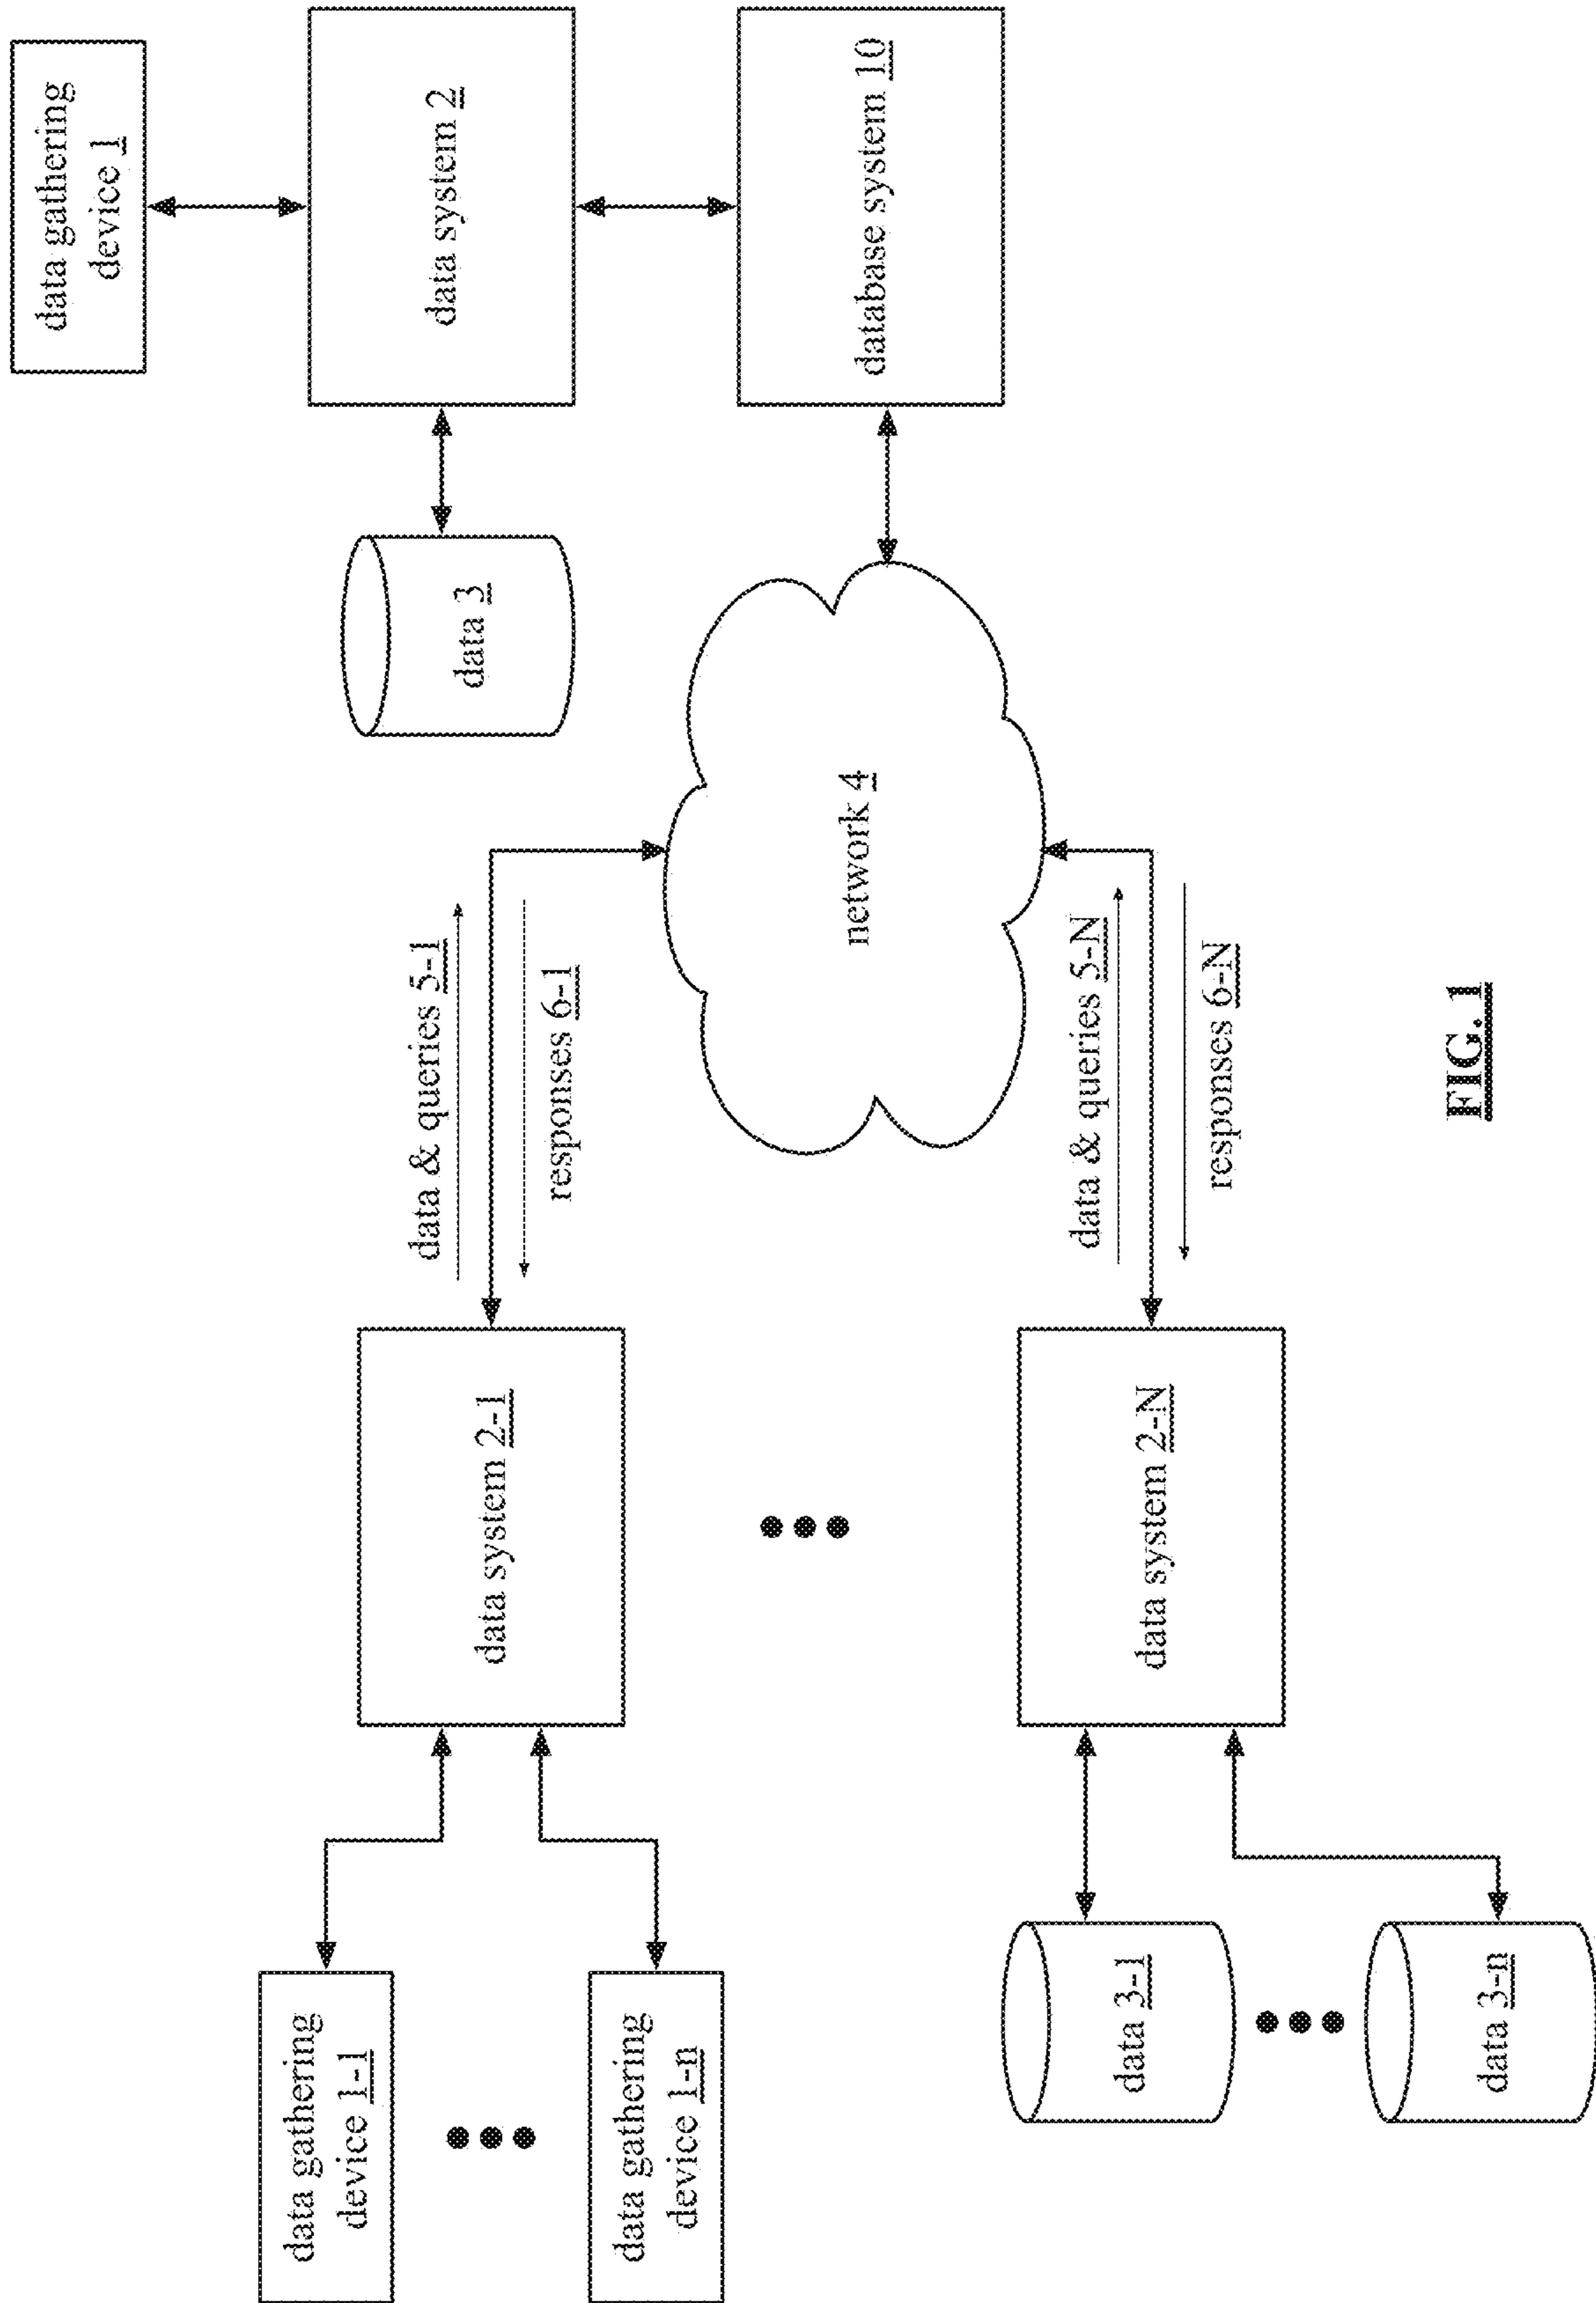 data gathering
device 1-1
data gathering
device 1-n
data system 2-1
data & queries 5-1
responses 6-1
data 3
data gathering
device 1
data system 2
database system 10
network 4
data 3-1
data 3-n
data system 2-N
data & queries 5-N
responses 6-N
FIG. 1